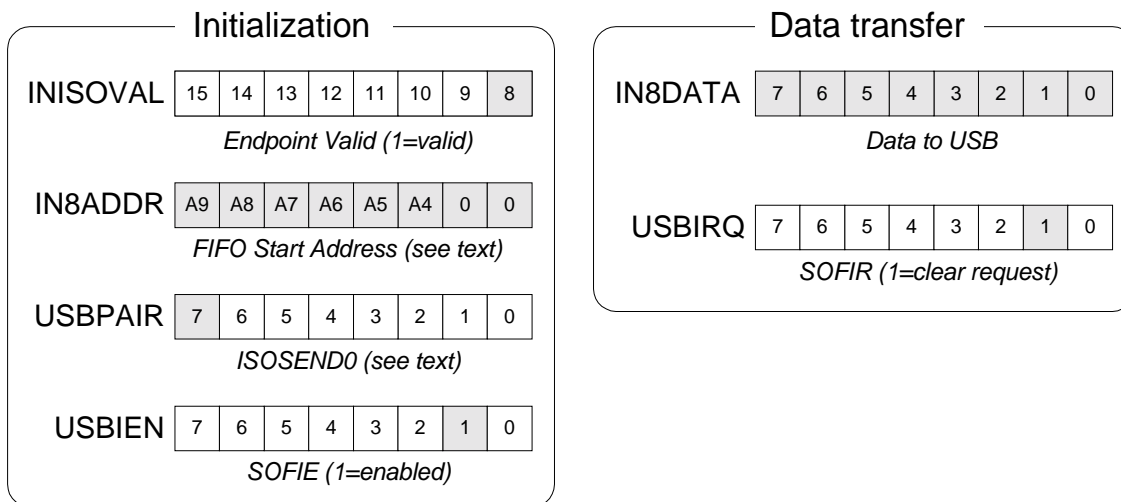 Initialization
INISOVAL 15 14 13 12 11 10 9 8
Endpoint Valid (1=valid)
IN8ADDR A9 A8 A7 A6 A5 A4 0 0
FIFO Start Address (see text)
USBPAIR 7 6 5 4 3 2 1 0
ISOSEND0 (see text)
USBIEN 7 6 5 4 3 2 1 0
SOFIE (1=enabled)
Data transfer
IN8DATA 7 6 5 4 3 2 1 0
Data to USB
USBIRQ 7 6 5 4 3 2 1 0
SOFIR (1=clear request)